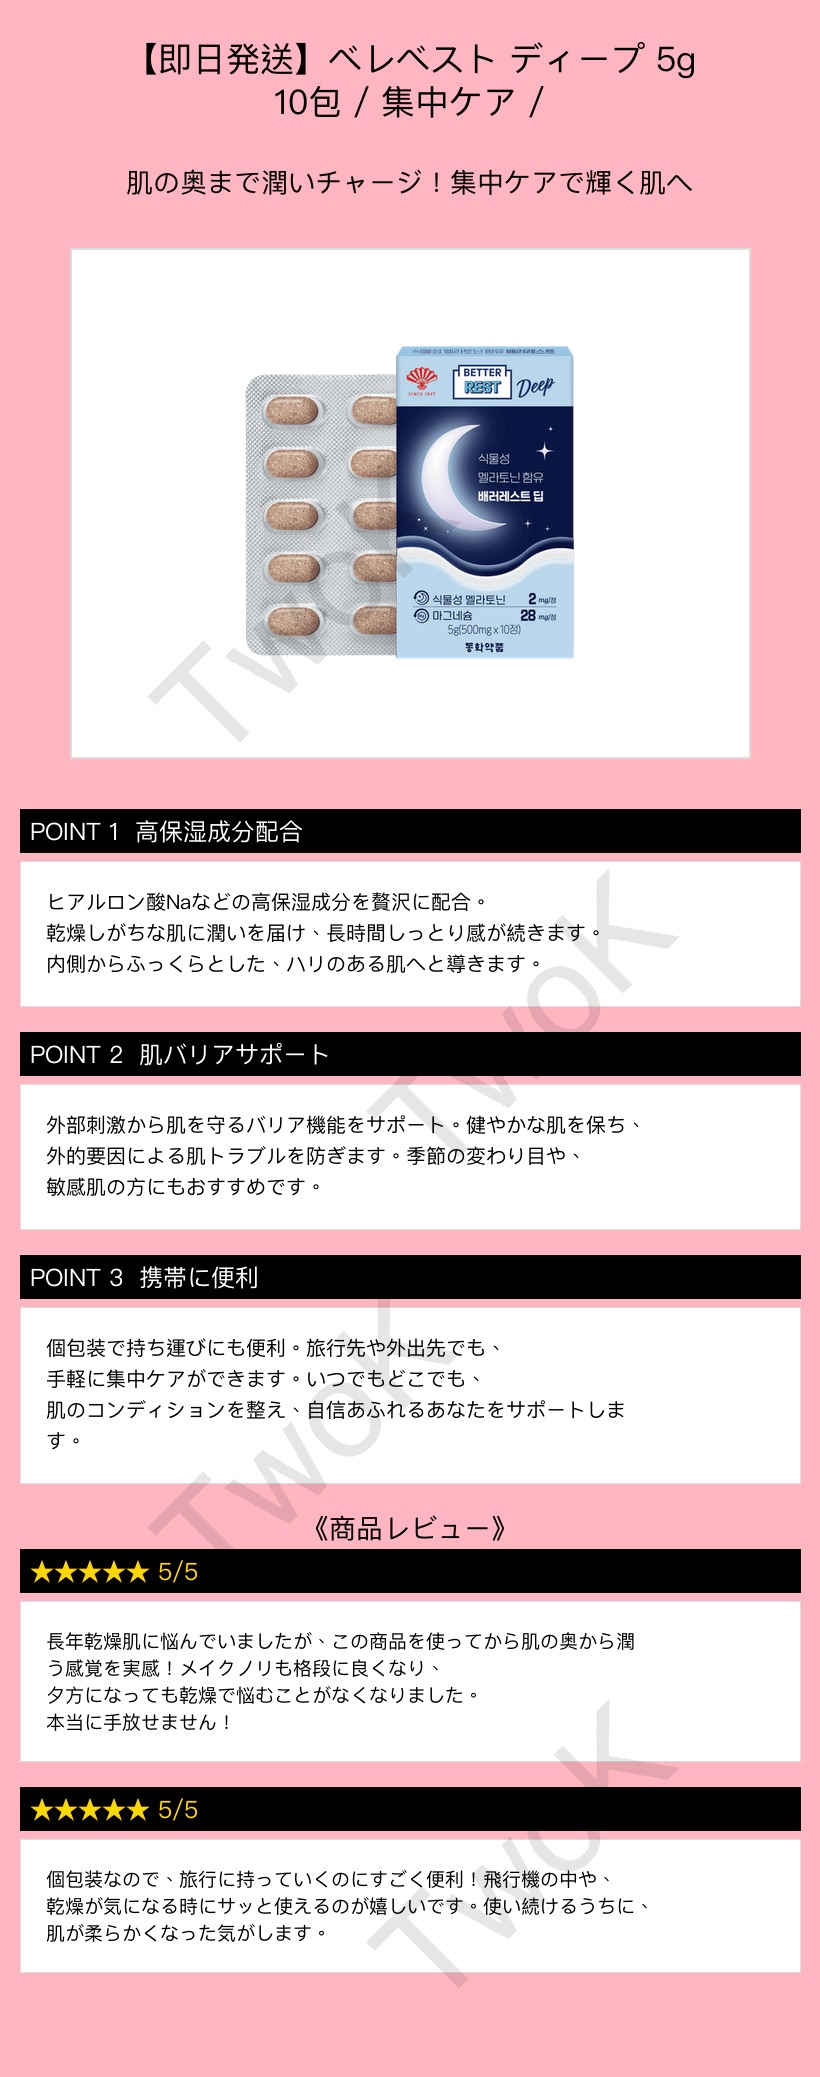 【即日発送】ベレベスト ディープ 5g
10包 / 集中ケア /
肌の奥まで潤いチャージ！集中ケアで輝く肌へ
식물성 멜라토닌 함유 배러레스트
SINCE 1897
BETTER
REST
Deep
식물성
멜라토닌 함유
배러레스트 딥
식물성 멜라토닌 2 mg/정
마그네슘 28 mg/정
5g(500mg x 10정)
동화약품
TwoK
POINT 1 高保湿成分配合
ヒアルロン酸Naなどの高保湿成分を贅沢に配合。
乾燥しがちな肌に潤いを届け、長時間しっとり感が続きます。
内側からふっくらとした、ハリのある肌へと導きます。
TwoK
POINT 2 肌バリアサポート
外部刺激から肌を守るバリア機能をサポート。健やかな肌を保ち、
外的要因による肌トラブルを防ぎます。季節の変わり目や、
敏感肌の方にもおすすめです。
POINT 3 携帯に便利
個包装で持ち運びにも便利。旅行先や外出先でも、
手軽に集中ケアができます。いつでもどこでも、
肌のコンディションを整え、自信あふれるあなたをサポートしま
す。
TwoK
《商品レビュー》
★★★★★ 5/5
長年乾燥肌に悩んでいましたが、この商品を使ってから肌の奥から潤
う感覚を実感！メイクノリも格段に良くなり、
夕方になっても乾燥で悩むことがなくなりました。
本当に手放せません！
★★★★★ 5/5
個包装なので、旅行に持っていくのにすごく便利！飛行機の中や、
乾燥が気になる時にサッと使えるのが嬉しいです。使い続けるうちに、
肌が柔らかくなった気がします。
TwoK